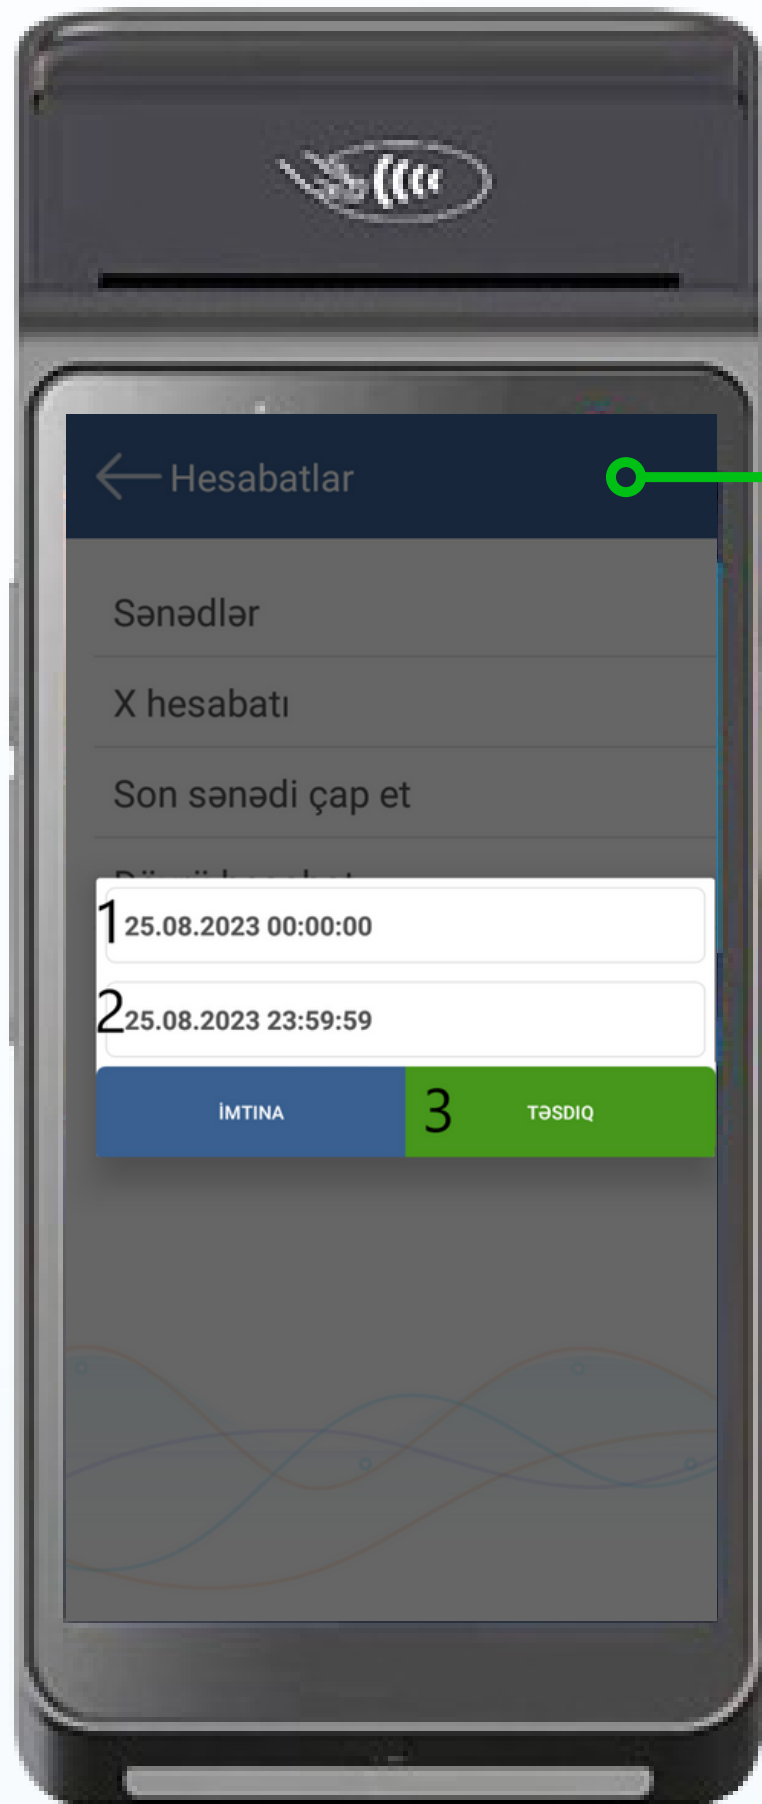 Hesabatlar
Sənədlər
X hesabatı
Son sənədi çap et
1 25.08.2023 00:00:00
2 25.08.2023 23:59:59
İMTINA
3 TƏSDIQ